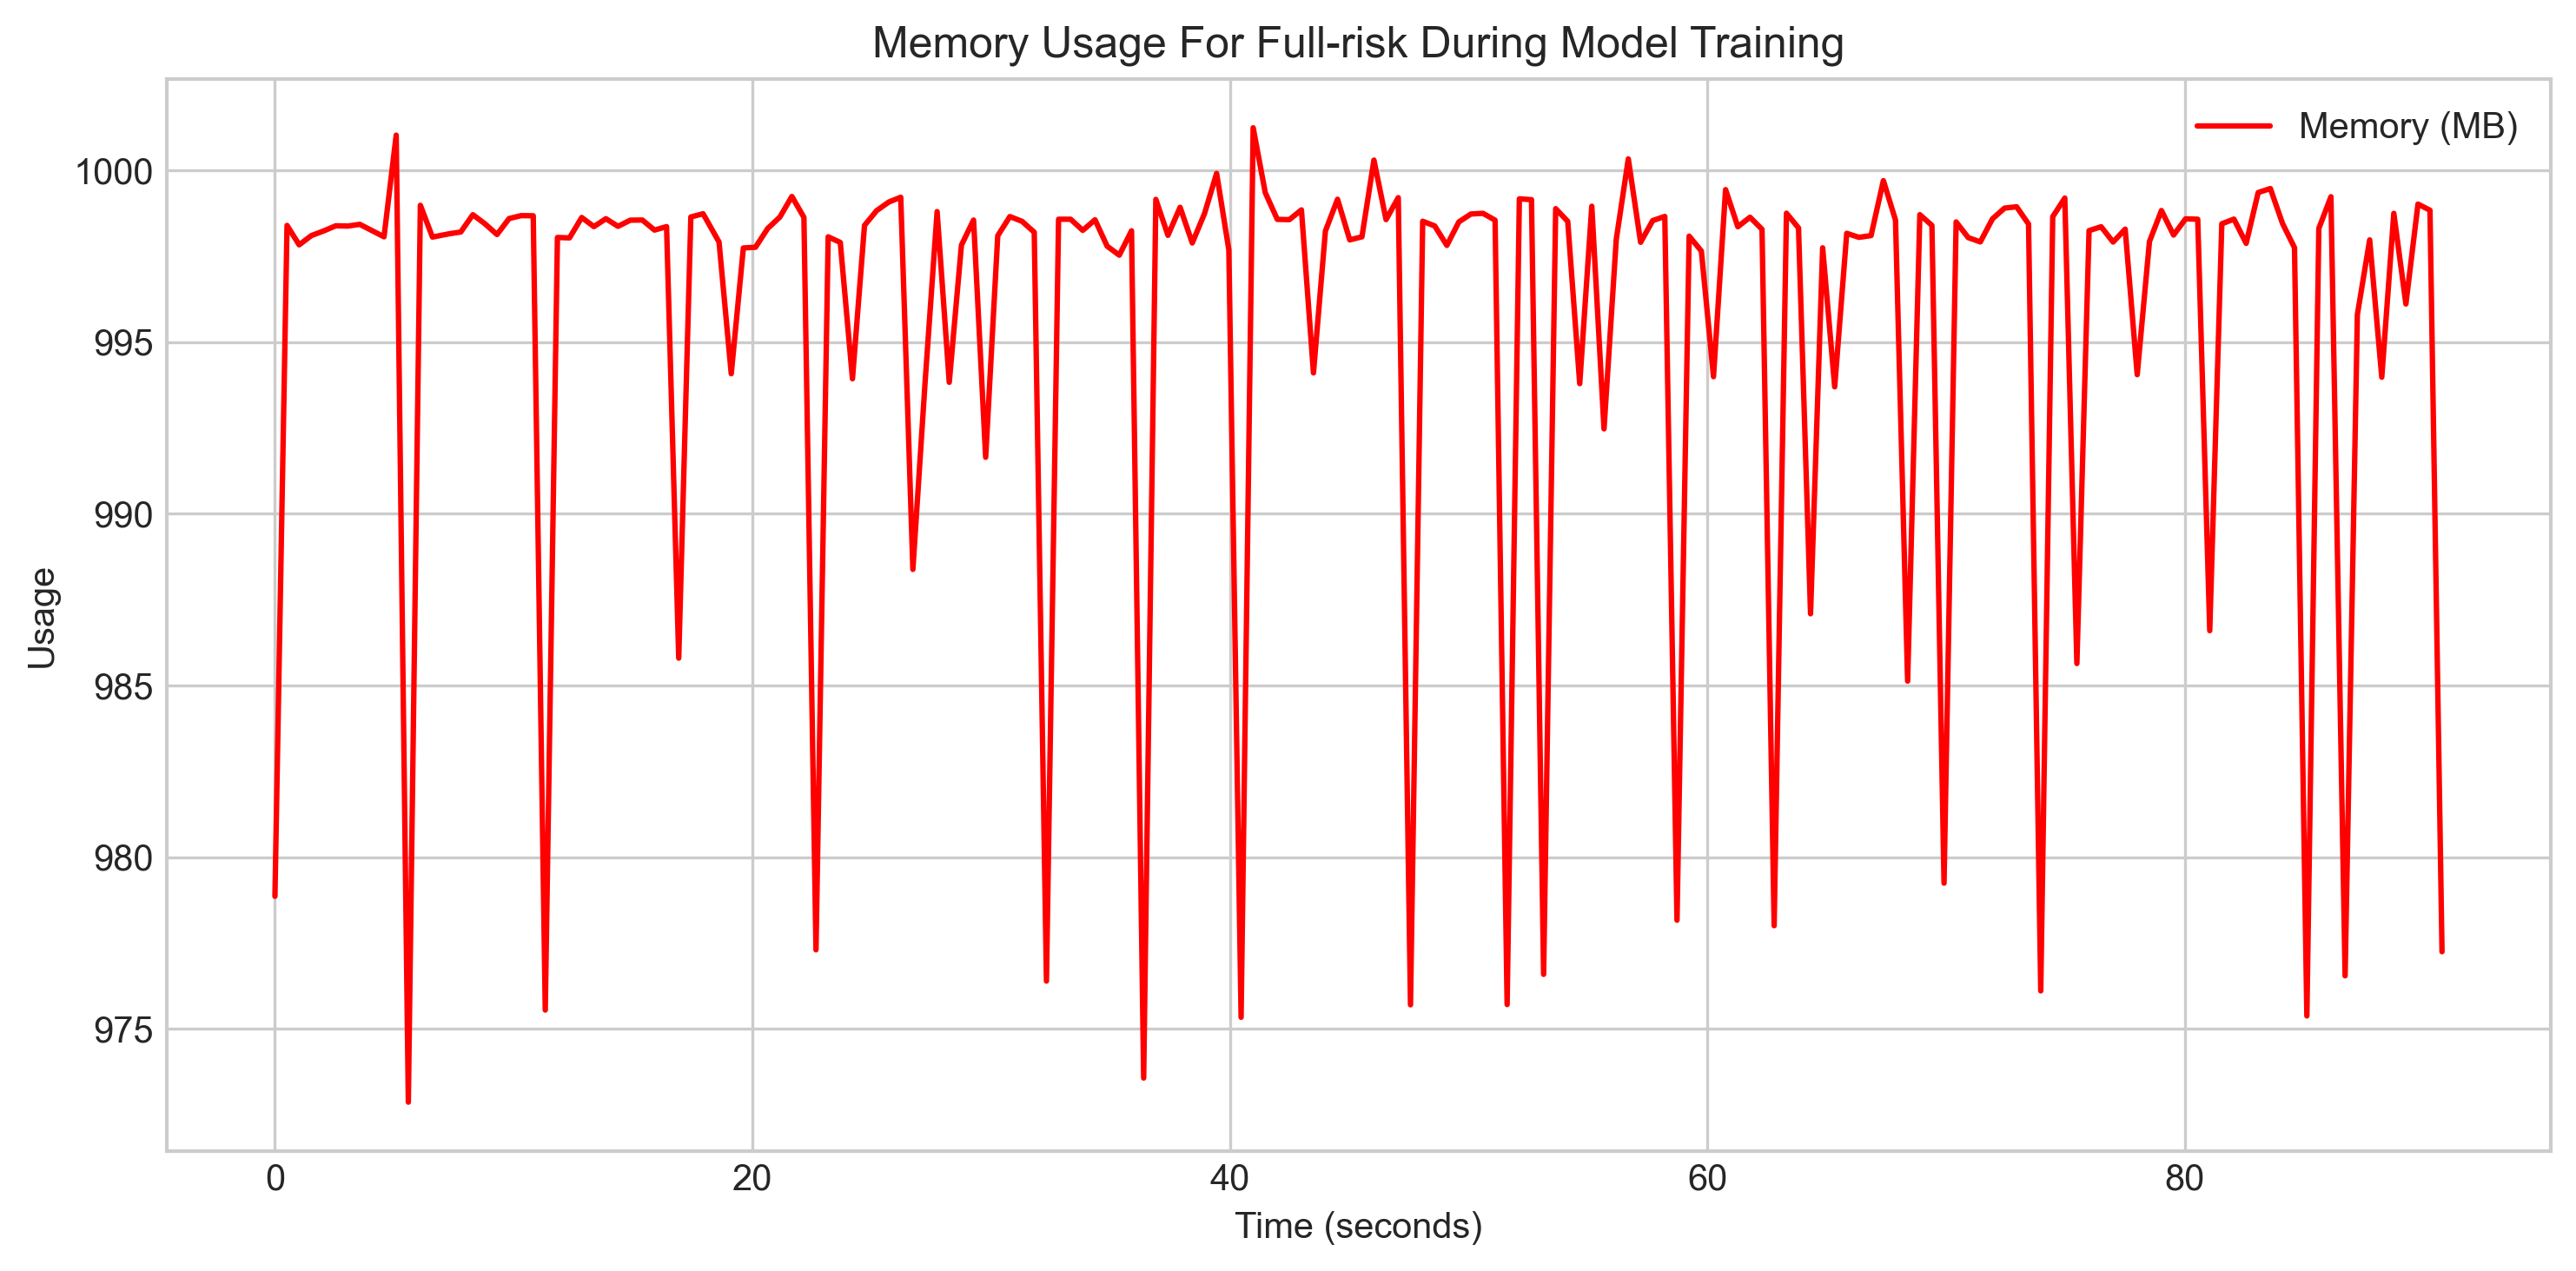 Memory Usage For Full-risk During Model Training
Memory (MB)
1000
995
990
985
980
975
Usage
0 20 40 60 80
Time (seconds)